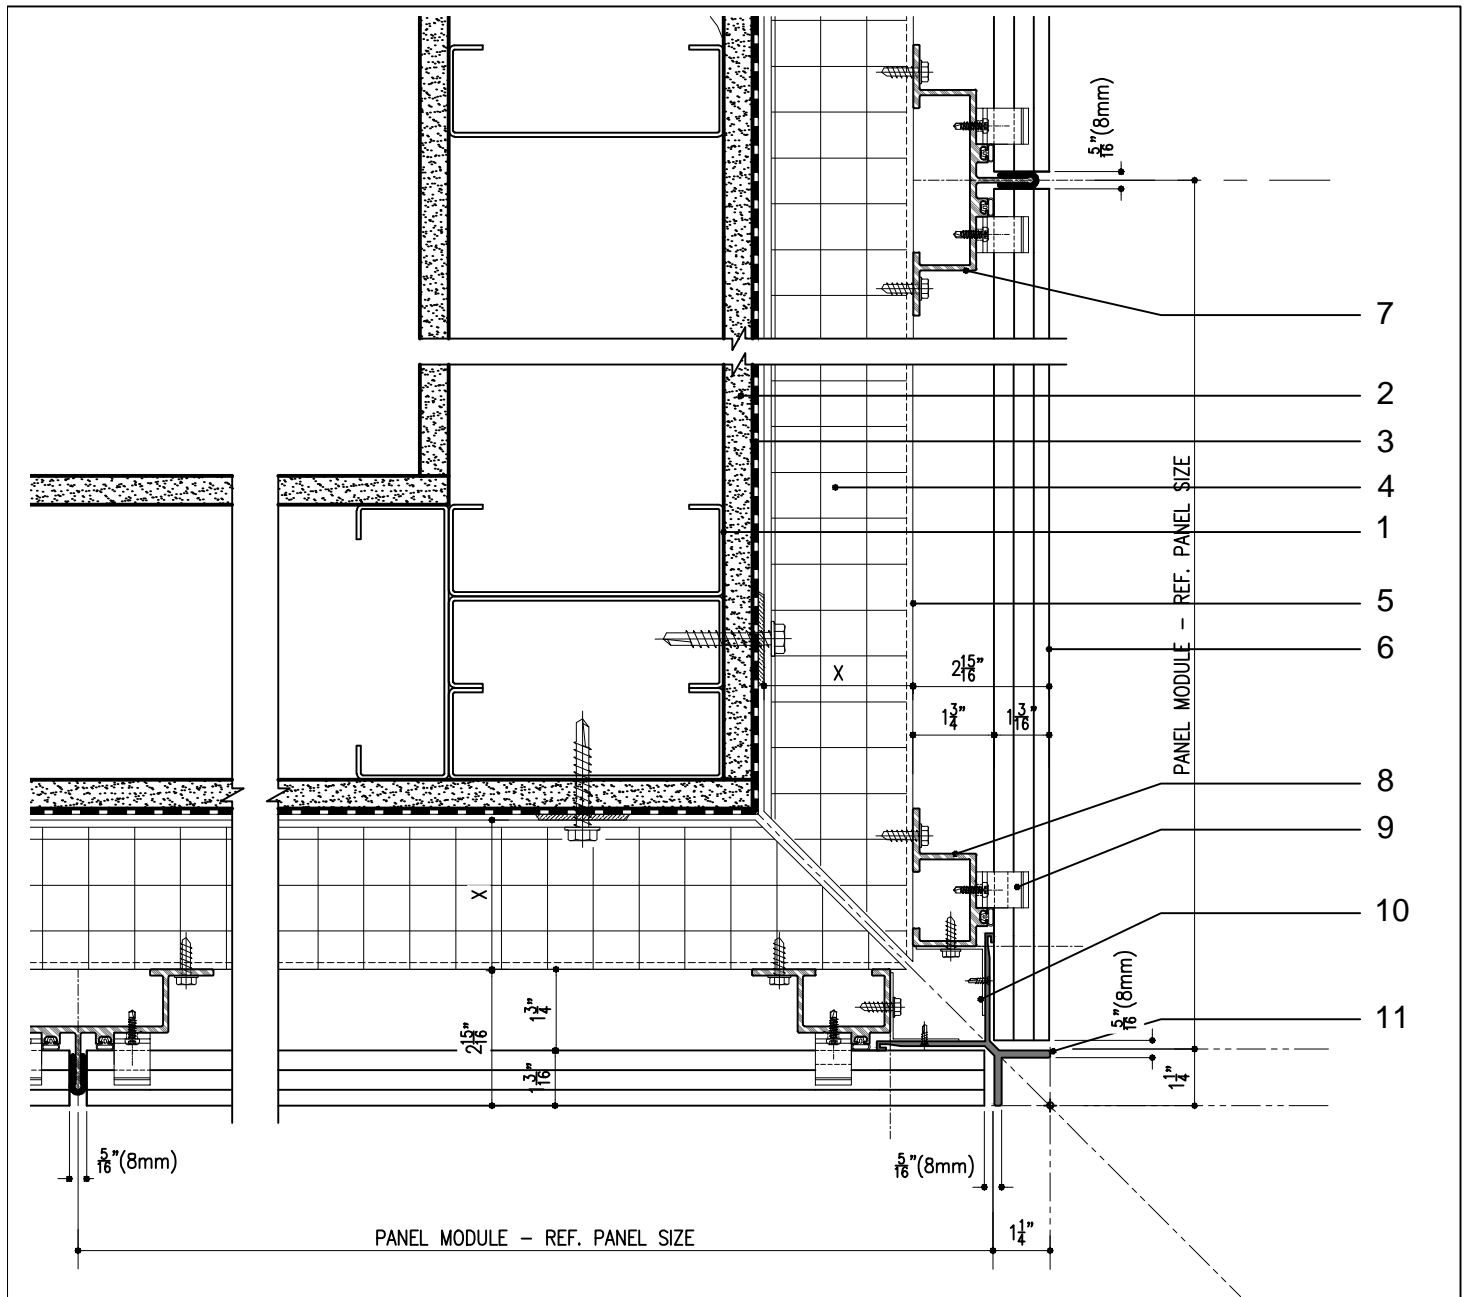 5/16"(8mm)
7
2
3
4
1
5
6
PANEL MODULE - REF. PANEL SIZE
X
2 15/16"
1 3/4"
1 3/16"
8
9
10
11
X
2 15/16"
1 3/4"
1 3/16"
5/16"(8mm)
1 1/4"
5/16"(8mm)
5/16"(8mm)
PANEL MODULE - REF. PANEL SIZE
1 1/4"